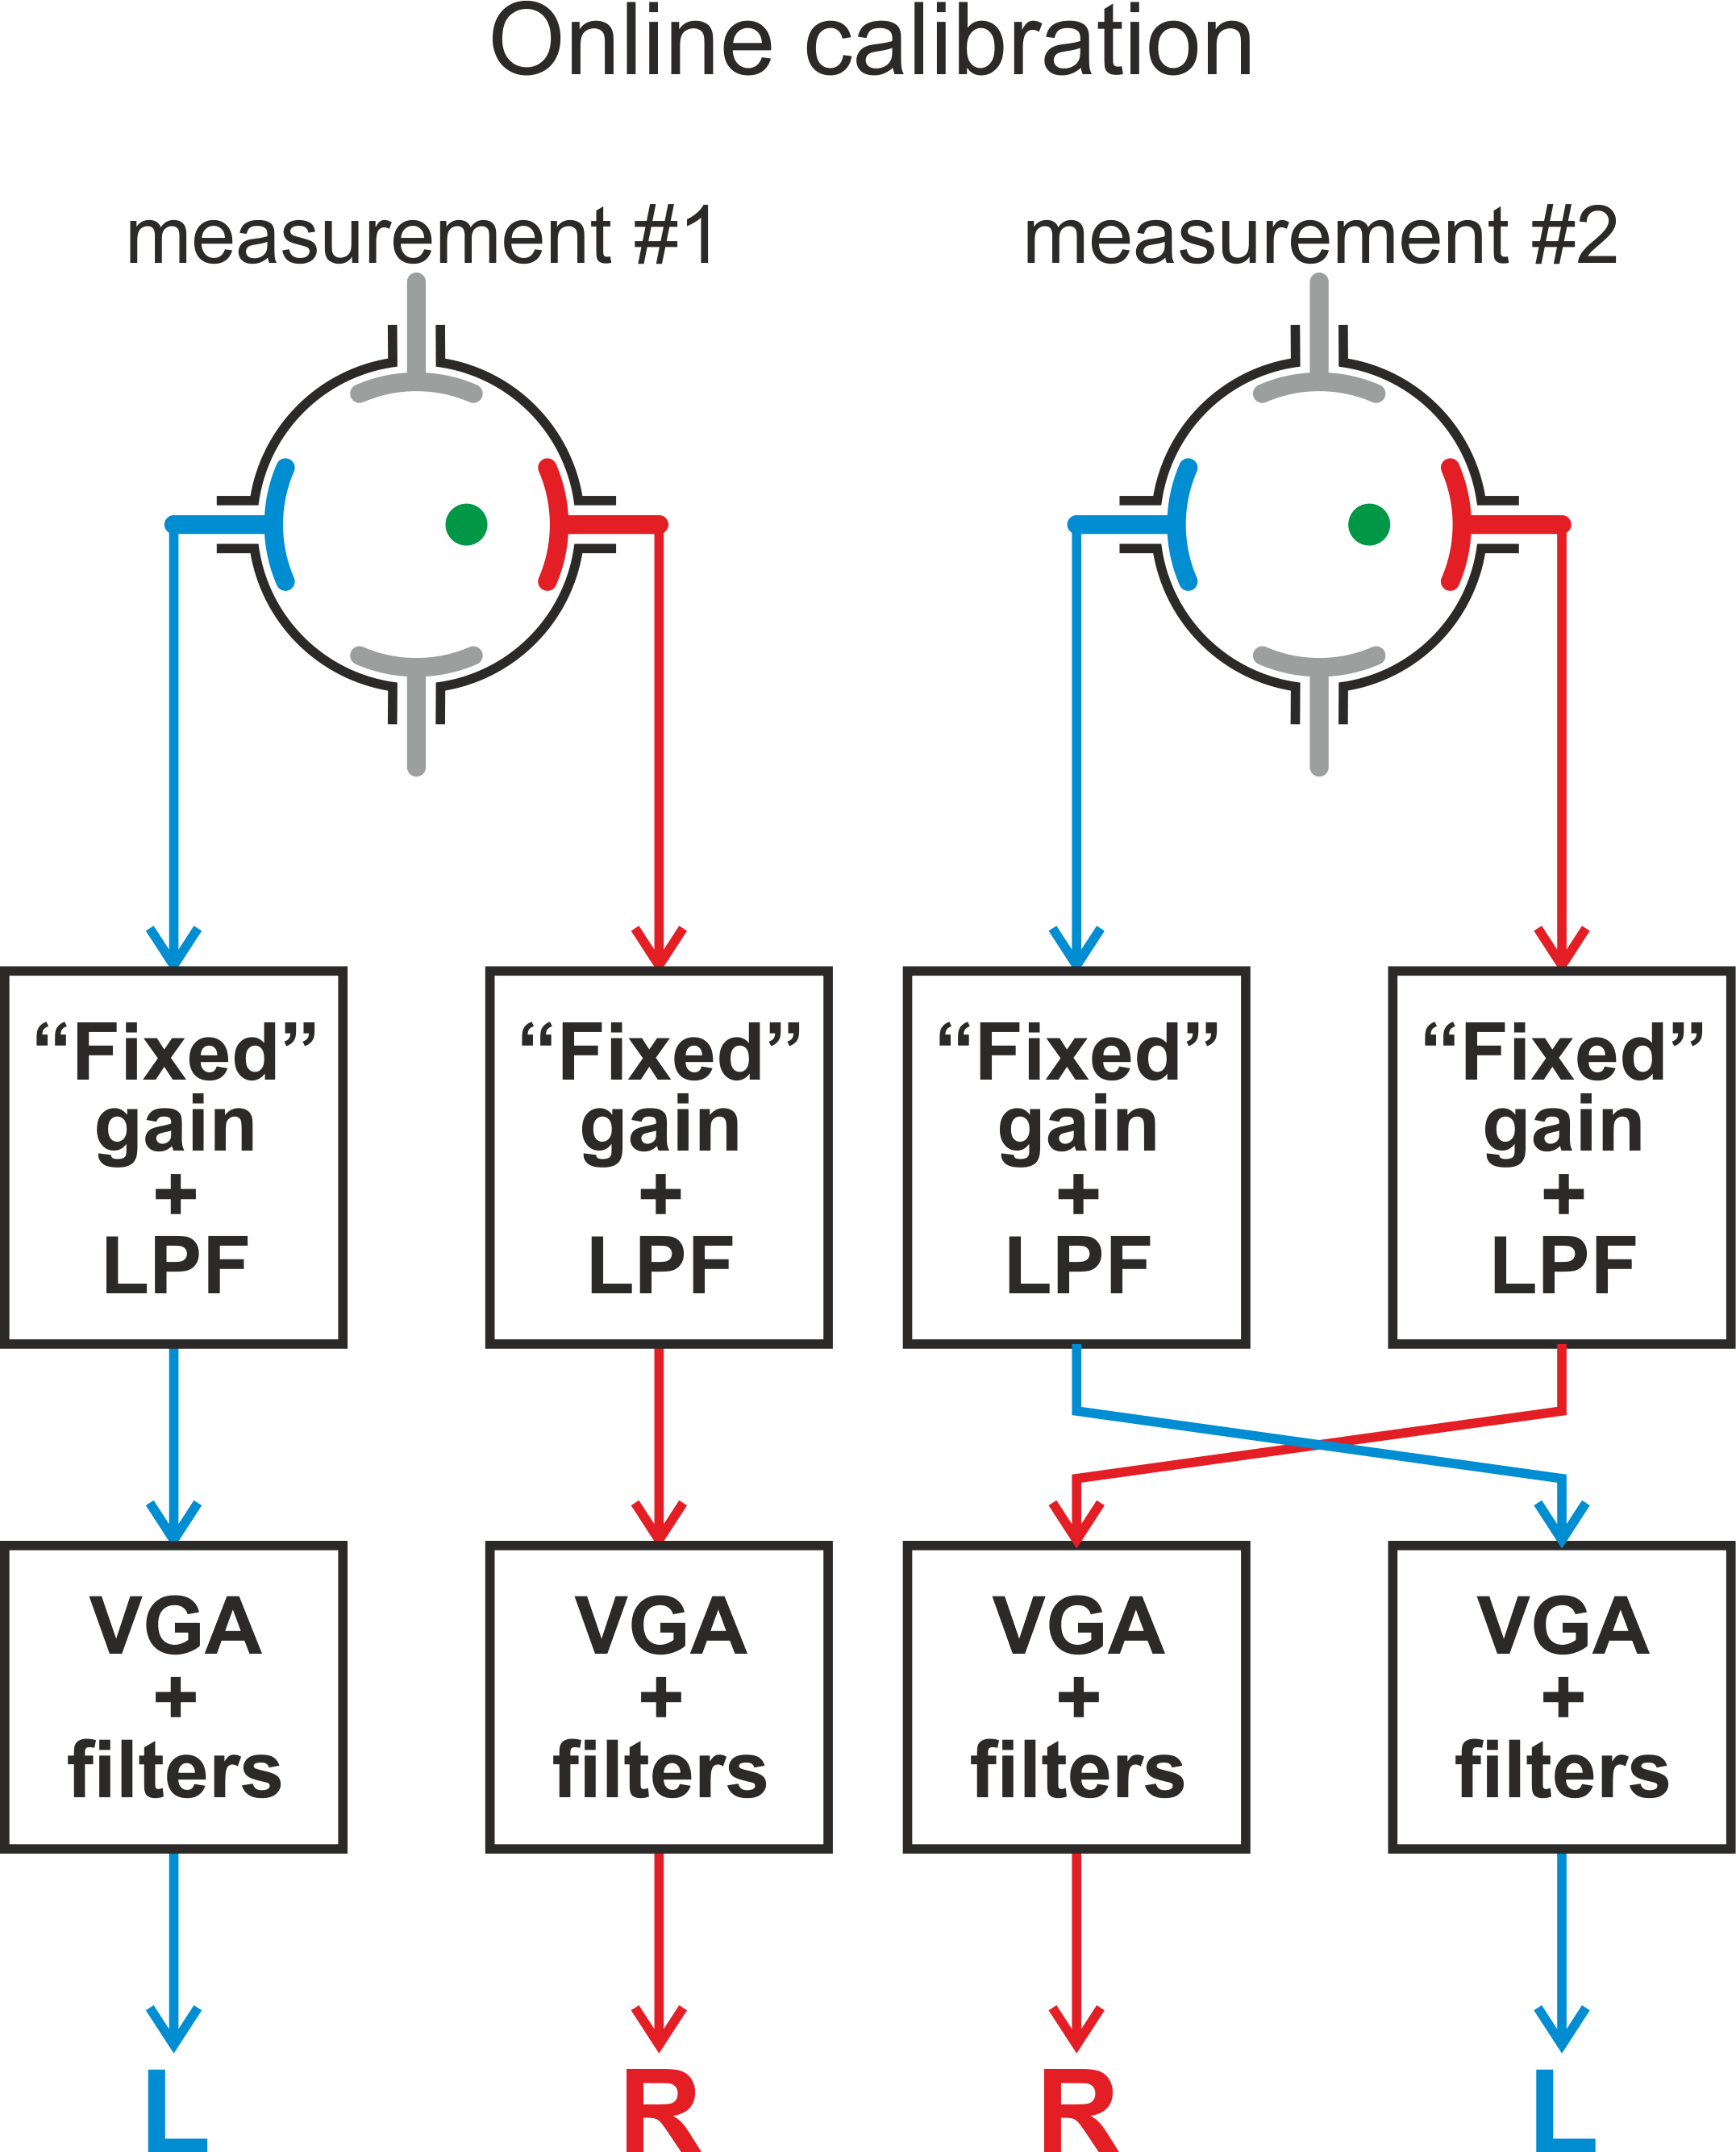 Online calibration
measurement #1
measurement #2
“Fixed”
gain
+
LPF
“Fixed”
gain
+
LPF
“Fixed”
gain
+
LPF
“Fixed”
gain
+
LPF
VGA
+
filters
VGA
+
filters
VGA
+
filters
VGA
+
filters
L
R
R
L